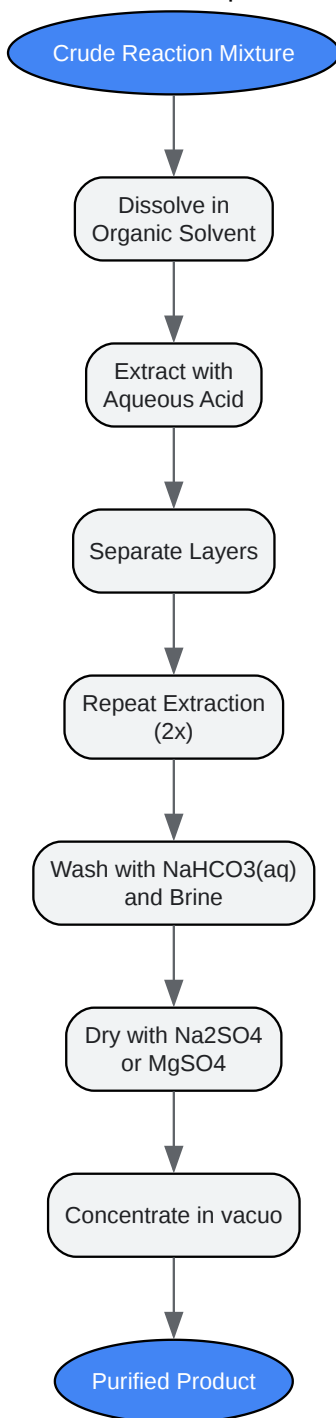 Crude Reaction Mixture
Dissolve in
Organic Solvent
Extract with
Aqueous Acid
Separate Layers
Repeat Extraction
(2x)
Wash with NaHCO3(aq)
and Brine
Dry with Na2SO4
or MgSO4
Concentrate in vacuo
Purified Product